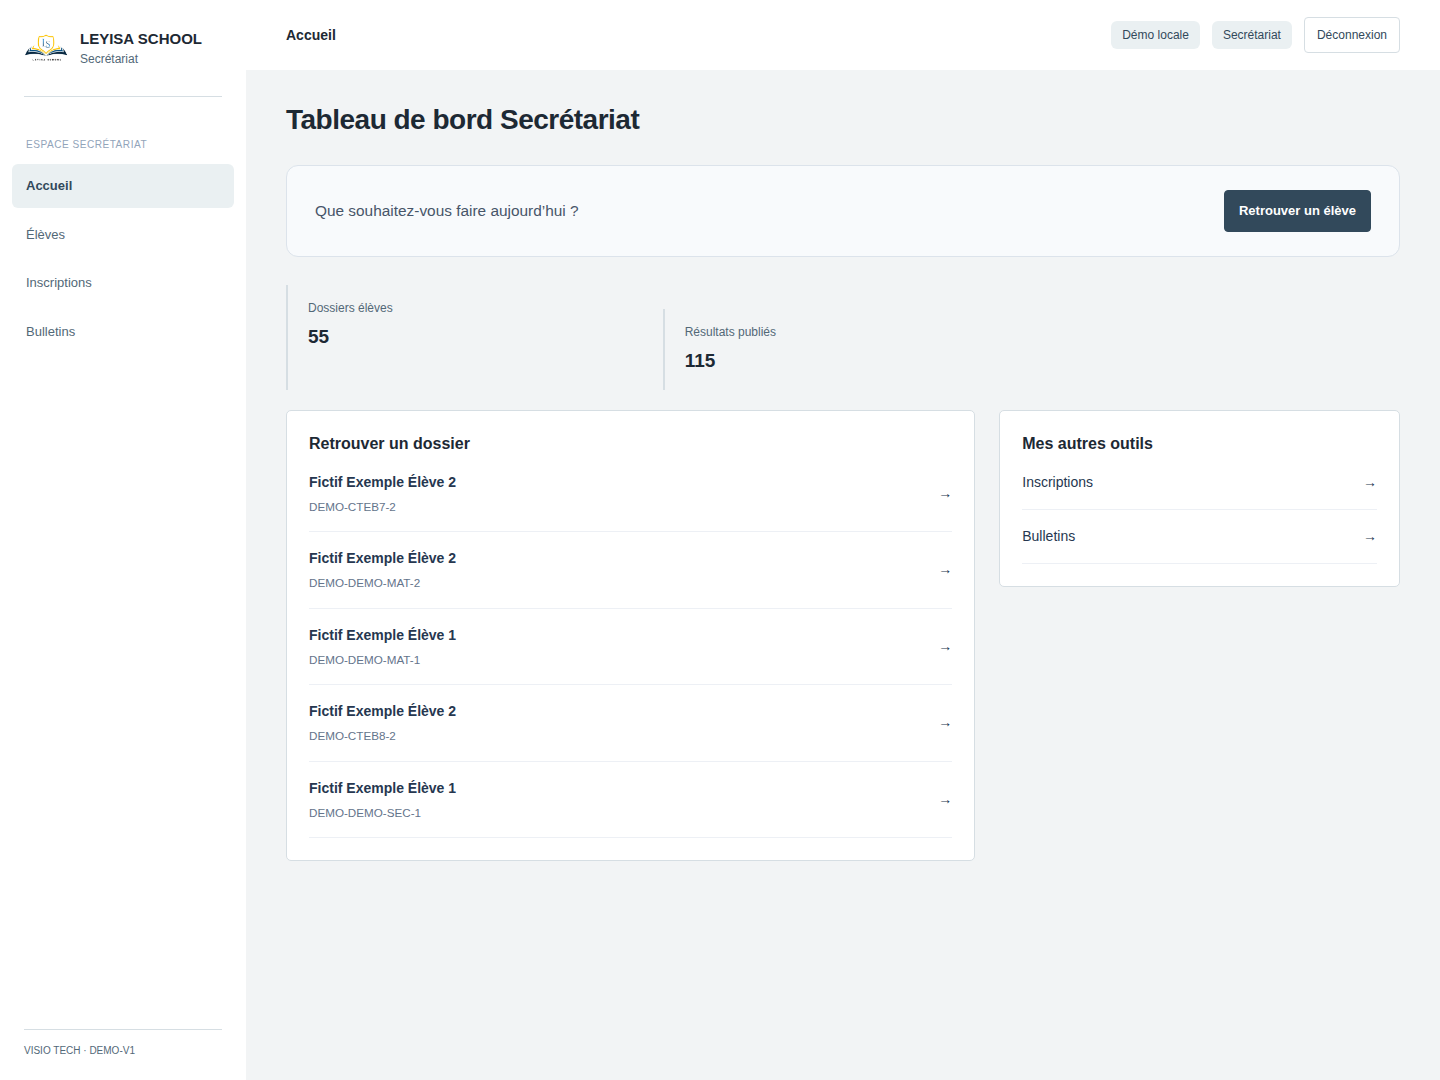 LEYISA SCHOOL
Secrétariat
ESPACE SECRÉTARIAT
Accueil
Élèves
Inscriptions
Bulletins
VISIO TECH · DEMO-V1
Accueil
Démo locale
Secrétariat
Déconnexion
Tableau de bord Secrétariat
Que souhaitez-vous faire aujourd’hui ?
Retrouver un élève
Dossiers élèves
55
Résultats publiés
115
Retrouver un dossier
Fictif Exemple Élève 2
DEMO-CTEB7-2
→
Fictif Exemple Élève 2
DEMO-DEMO-MAT-2
→
Fictif Exemple Élève 1
DEMO-DEMO-MAT-1
→
Fictif Exemple Élève 2
DEMO-CTEB8-2
→
Fictif Exemple Élève 1
DEMO-DEMO-SEC-1
→
Mes autres outils
Inscriptions →
Bulletins →